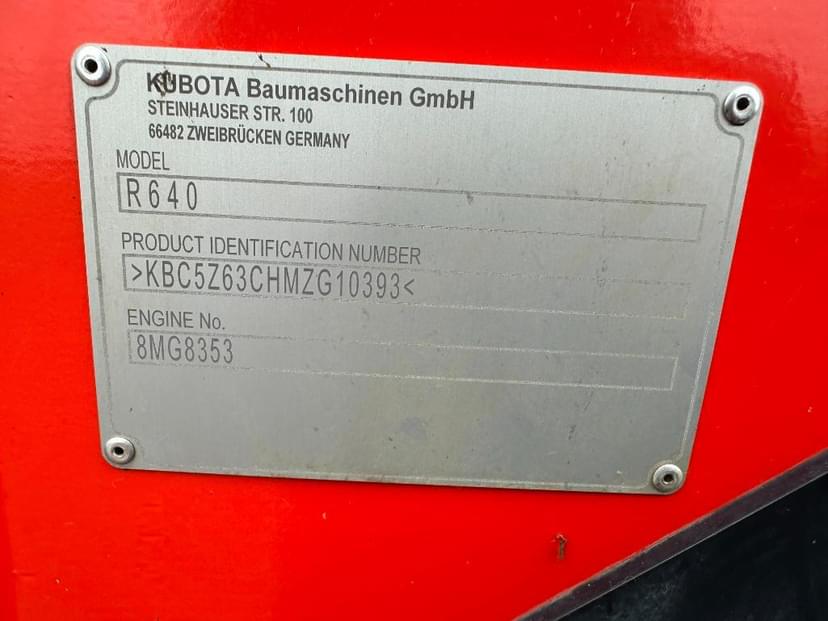 KUBOTA Baumaschinen GmbH
STEINHAUSER STR. 100
66482 ZWEIBRÜCKEN GERMANY
MODEL
R640
PRODUCT IDENTIFICATION NUMBER
>KBC5Z63CHMZG10393<
ENGINE No.
8MG8353